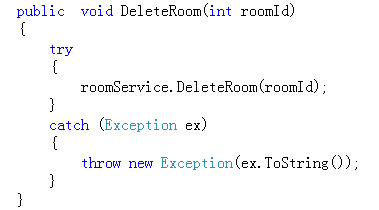 public  void DeleteRoom(int roomId)
{
    try
    {
        roomService.DeleteRoom(roomId);
    }
    catch (Exception ex)
    {
        throw new Exception(ex.ToString());
    }
}